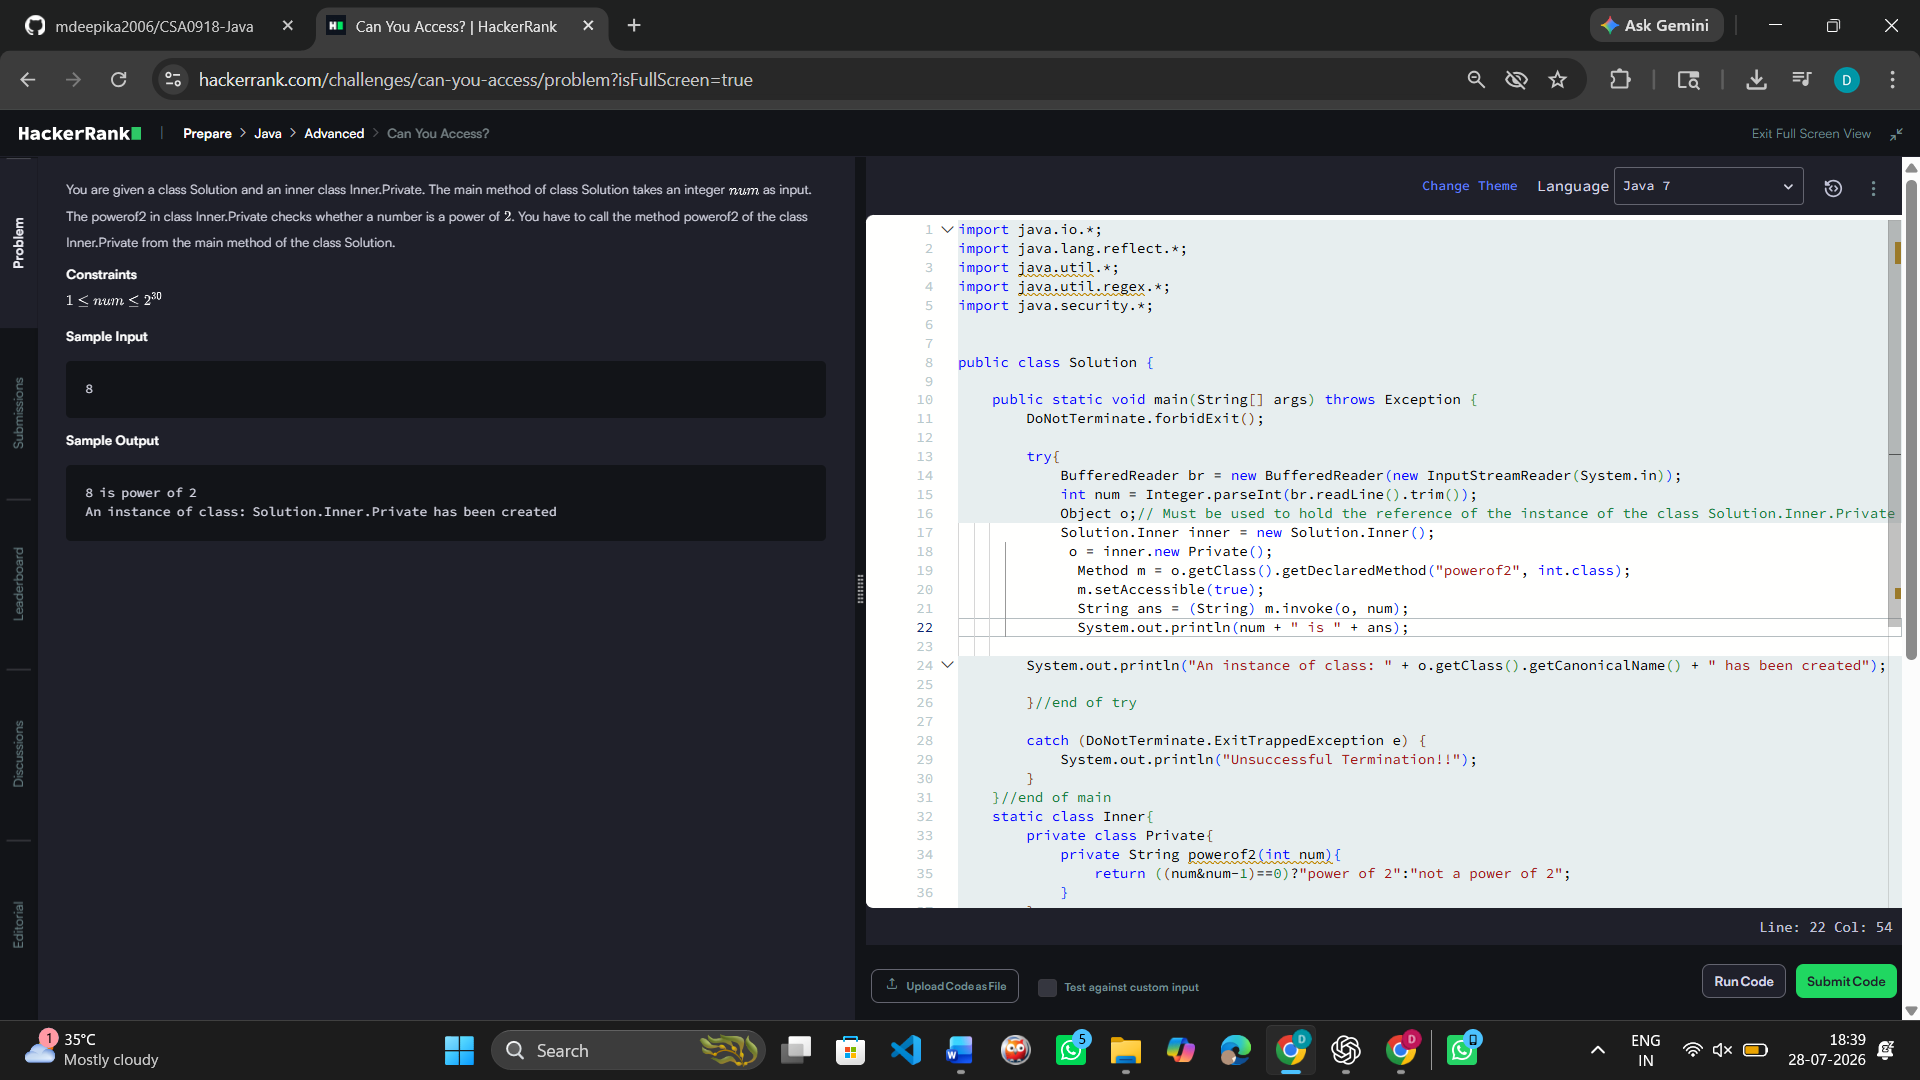 mdeepika2006/CSA0918-Java
Can You Access? | HackerRank
Ask Gemini
hackerrank.com/challenges/can-you-access/problem?isFullScreen=true
D
HackerRank
Prepare > Java > Advanced > Can You Access?
Exit Full Screen View
Problem
Submissions
Leaderboard
Discussions
Editorial
You are given a class Solution and an inner class Inner.Private. The main method of class Solution takes an integer num as input.
The powerof2 in class Inner.Private checks whether a number is a power of 2. You have to call the method powerof2 of the class
Inner.Private from the main method of the class Solution.
Constraints
1 ≤ num ≤ 2^30
Sample Input
8
Sample Output
8 is power of 2
An instance of class: Solution.Inner.Private has been created
Change Theme
Language
Java 7
1 import java.io.*;
2 import java.lang.reflect.*;
3 import java.util.*;
4 import java.util.regex.*;
5 import java.security.*;
6
7
8 public class Solution {
9
10 public static void main(String[] args) throws Exception {
11 DoNotTerminate.forbidExit();
12
13 try{
14 BufferedReader br = new BufferedReader(new InputStreamReader(System.in));
15 int num = Integer.parseInt(br.readLine().trim());
16 Object o;// Must be used to hold the reference of the instance of the class Solution.Inner.Private
17 Solution.Inner inner = new Solution.Inner();
18 o = inner.new Private();
19 Method m = o.getClass().getDeclaredMethod("powerof2", int.class);
20 m.setAccessible(true);
21 String ans = (String) m.invoke(o, num);
22 System.out.println(num + " is " + ans);
23
24 System.out.println("An instance of class: " + o.getClass().getCanonicalName() + " has been created");
25
26 }//end of try
27
28 catch (DoNotTerminate.ExitTrappedException e) {
29 System.out.println("Unsuccessful Termination!!");
30 }
31 }//end of main
32 static class Inner{
33 private class Private{
34 private String powerof2(int num){
35 return ((num&num-1)==0)?"power of 2":"not a power of 2";
36 }
Line: 22 Col: 54
Upload Code as File
Test against custom input
Run Code
Submit Code
1
35°C
Mostly cloudy
Search
5
D
D
ENG
IN
18:39
28-07-2026